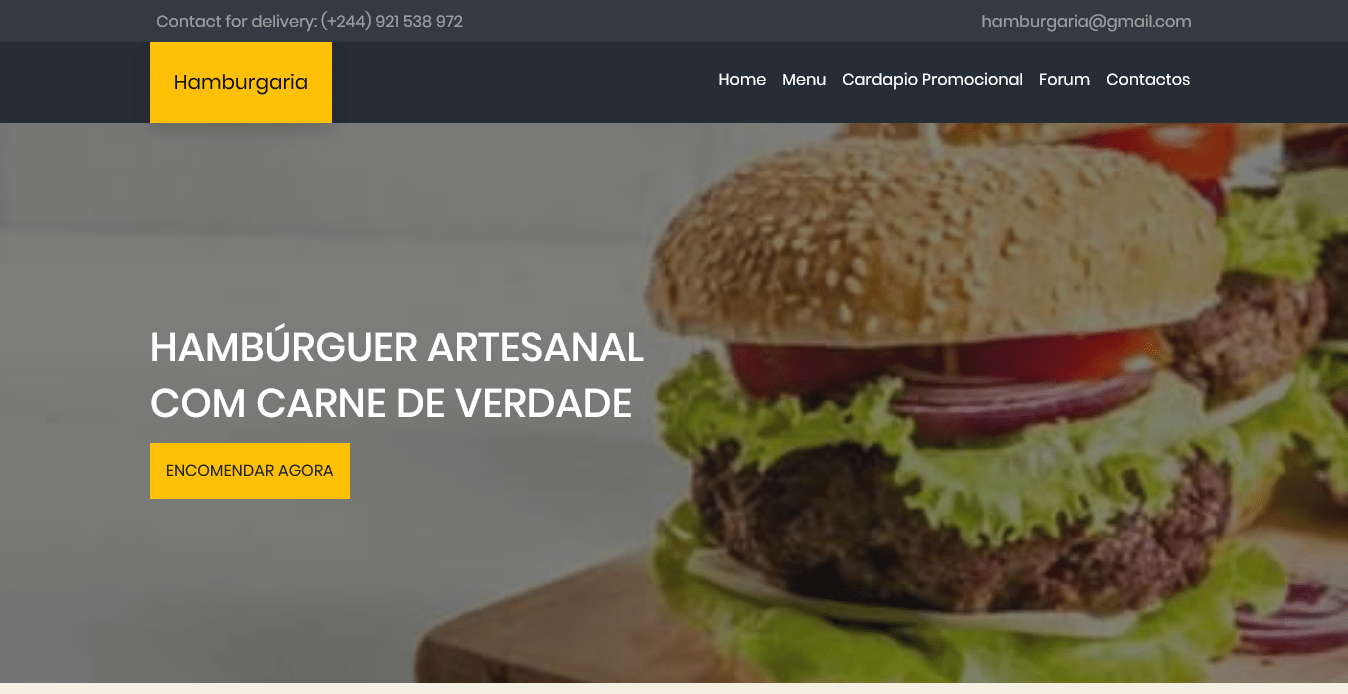 Contact for delivery: (+244) 921 538 972
hamburgaria@gmail.com
Hamburgaria
Home Menu Cardapio Promocional Forum Contactos
HAMBÚRGUER ARTESANAL
COM CARNE DE VERDADE
ENCOMENDAR AGORA